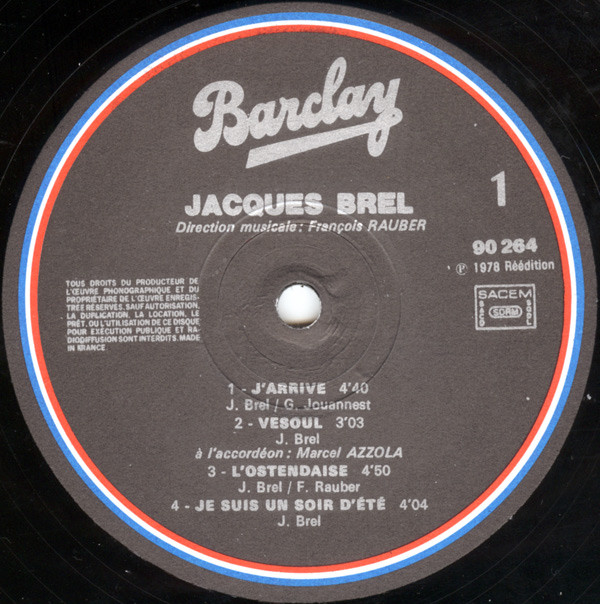 Barclay
JACQUES BREL
Direction musicale: François RAUBER
1
90 264
℗ 1978 Réédition
TOUS DROITS DU PRODUCTEUR DE
L'ŒUVRE PHONOGRAPHIQUE ET DU
PROPRIÉTAIRE DE L'ŒUVRE ENREGIS-
TRÉE RÉSERVÉS. SAUF AUTORISATION,
LA DUPLICATION, LA LOCATION, LE
PRÊT, OU L'UTILISATION DE CE DISQUE
POUR EXÉCUTION PUBLIQUE ET RA-
DIODIFFUSION SONT INTERDITS. MADE
IN FRANCE.
SACEM
SACD SDRM SGDL
1 - J'ARRIVE 4'40
J. Brel / G. Jouannest
2 - VESOUL 3'03
J. Brel
à l'accordéon: Marcel AZZOLA
3 - L'OSTENDAISE 4'50
J. Brel / F. Rauber
4 - JE SUIS UN SOIR D'ÉTÉ 4'04
J. Brel